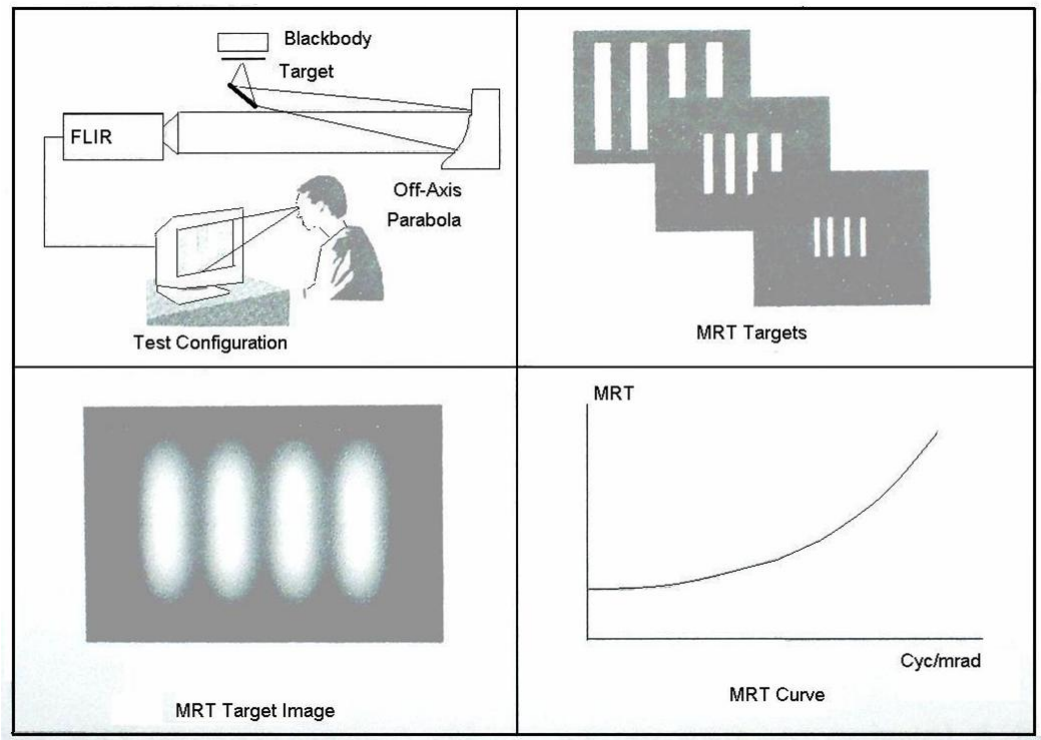 Blackbody
Target
FLIR
Off-Axis
Parabola
Test Configuration
MRT Targets
MRT Target Image
MRT
Cyc/mrad
MRT Curve